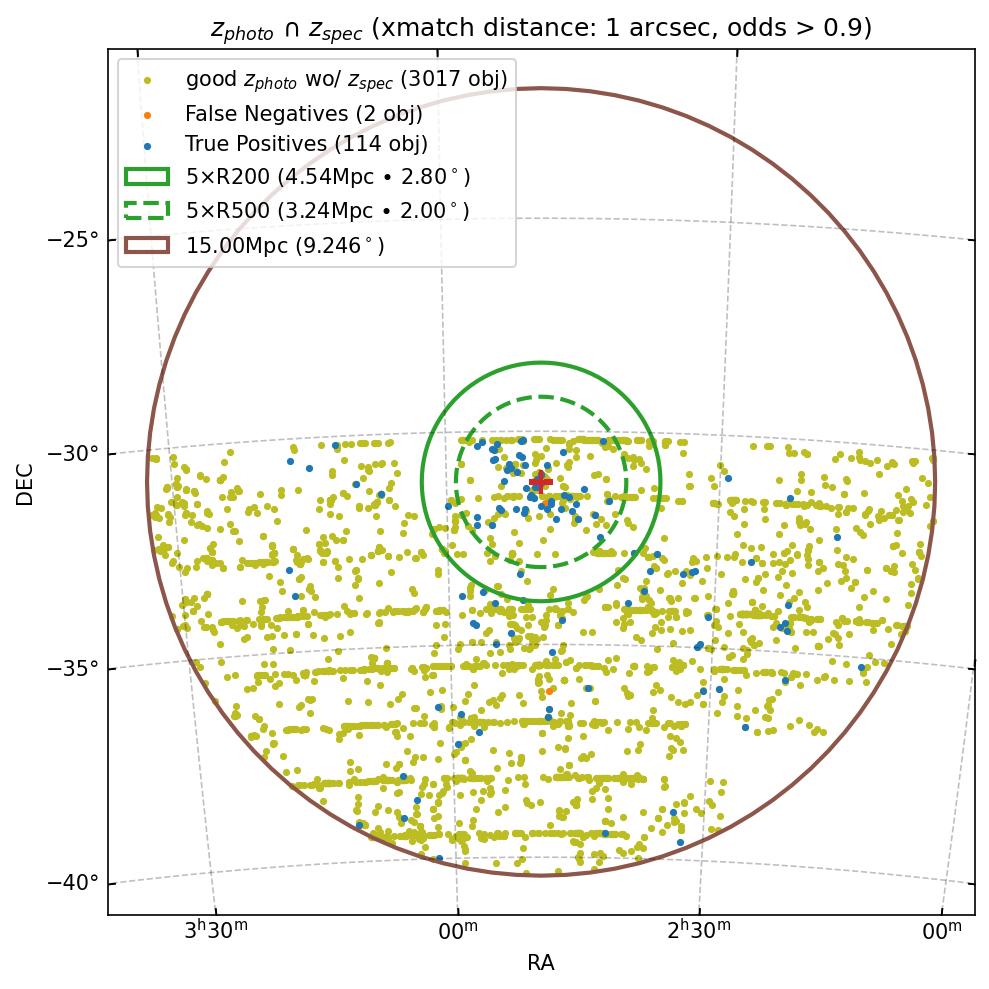 z_photo ∩ z_spec (xmatch distance: 1 arcsec, odds > 0.9)
good z_photo wo/ z_spec (3017 obj)
False Negatives (2 obj)
True Positives (114 obj)
5×R200 (4.54Mpc • 2.80°)
5×R500 (3.24Mpc • 2.00°)
15.00Mpc (9.246°)
−25°
−30°
−35°
−40°
DEC
3ʰ30ᵐ 00ᵐ 2ʰ30ᵐ 00ᵐ
RA